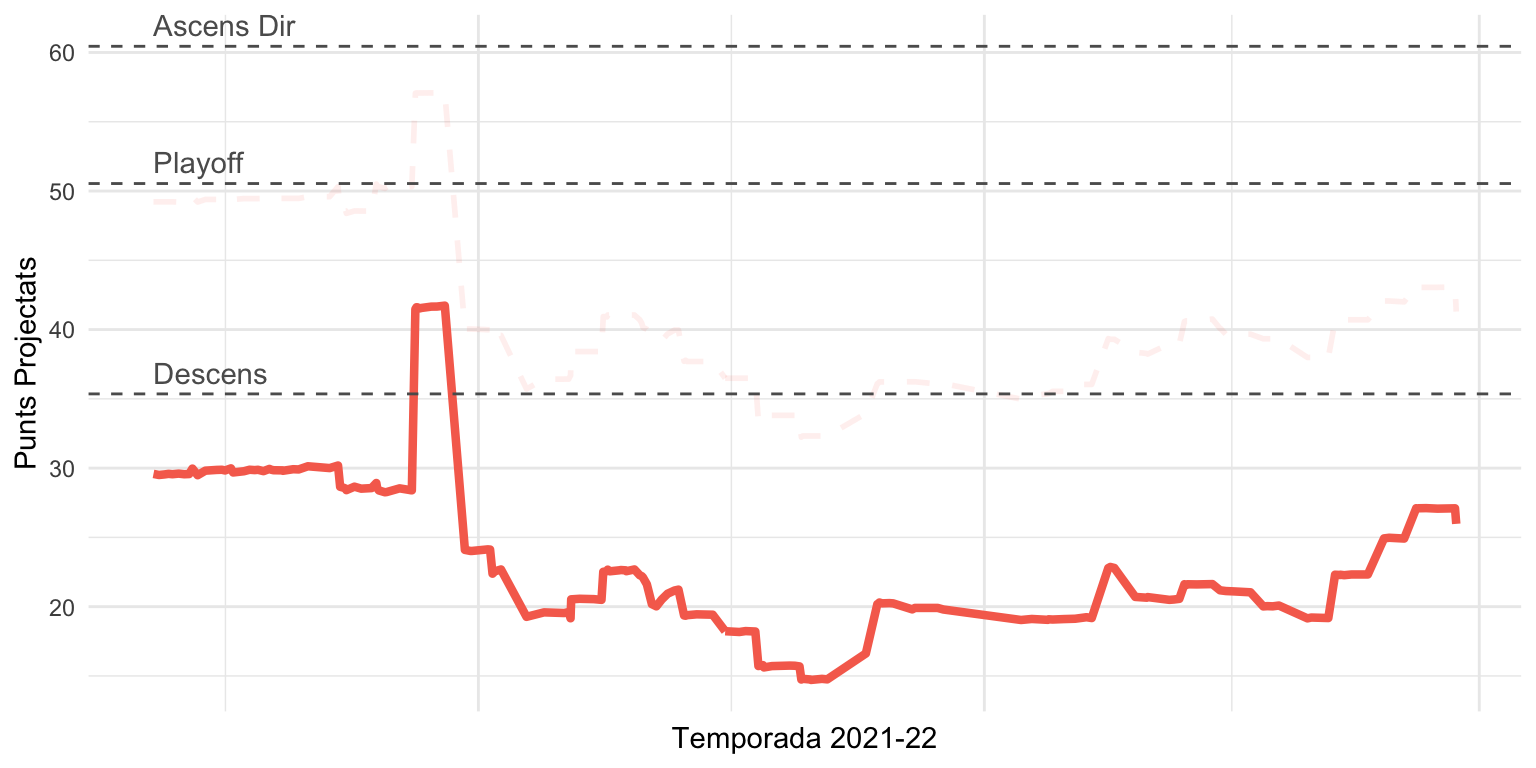 Ascens Dir
60
Playoff
50
40
Descens
30
20
Punts Projectats
Temporada 2021-22